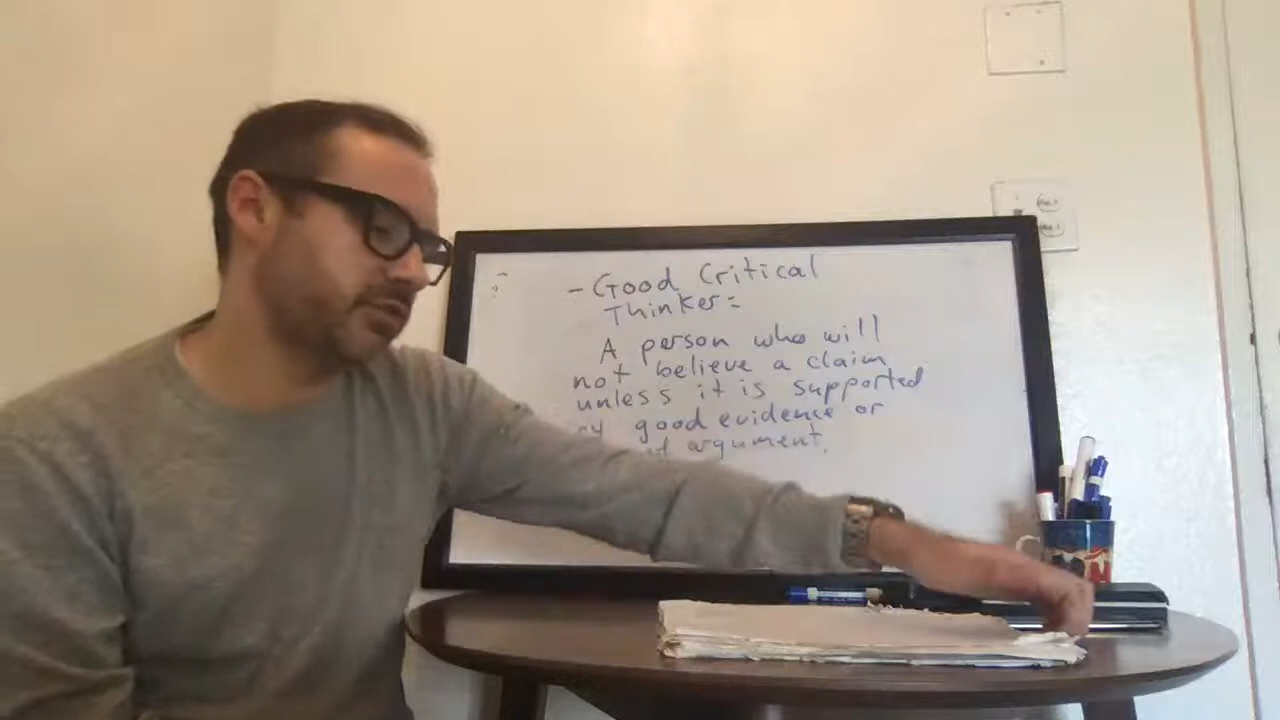 - Good Critical
Thinker:
A person who will
not believe a claim
unless it is supported
good evidence or
argument.